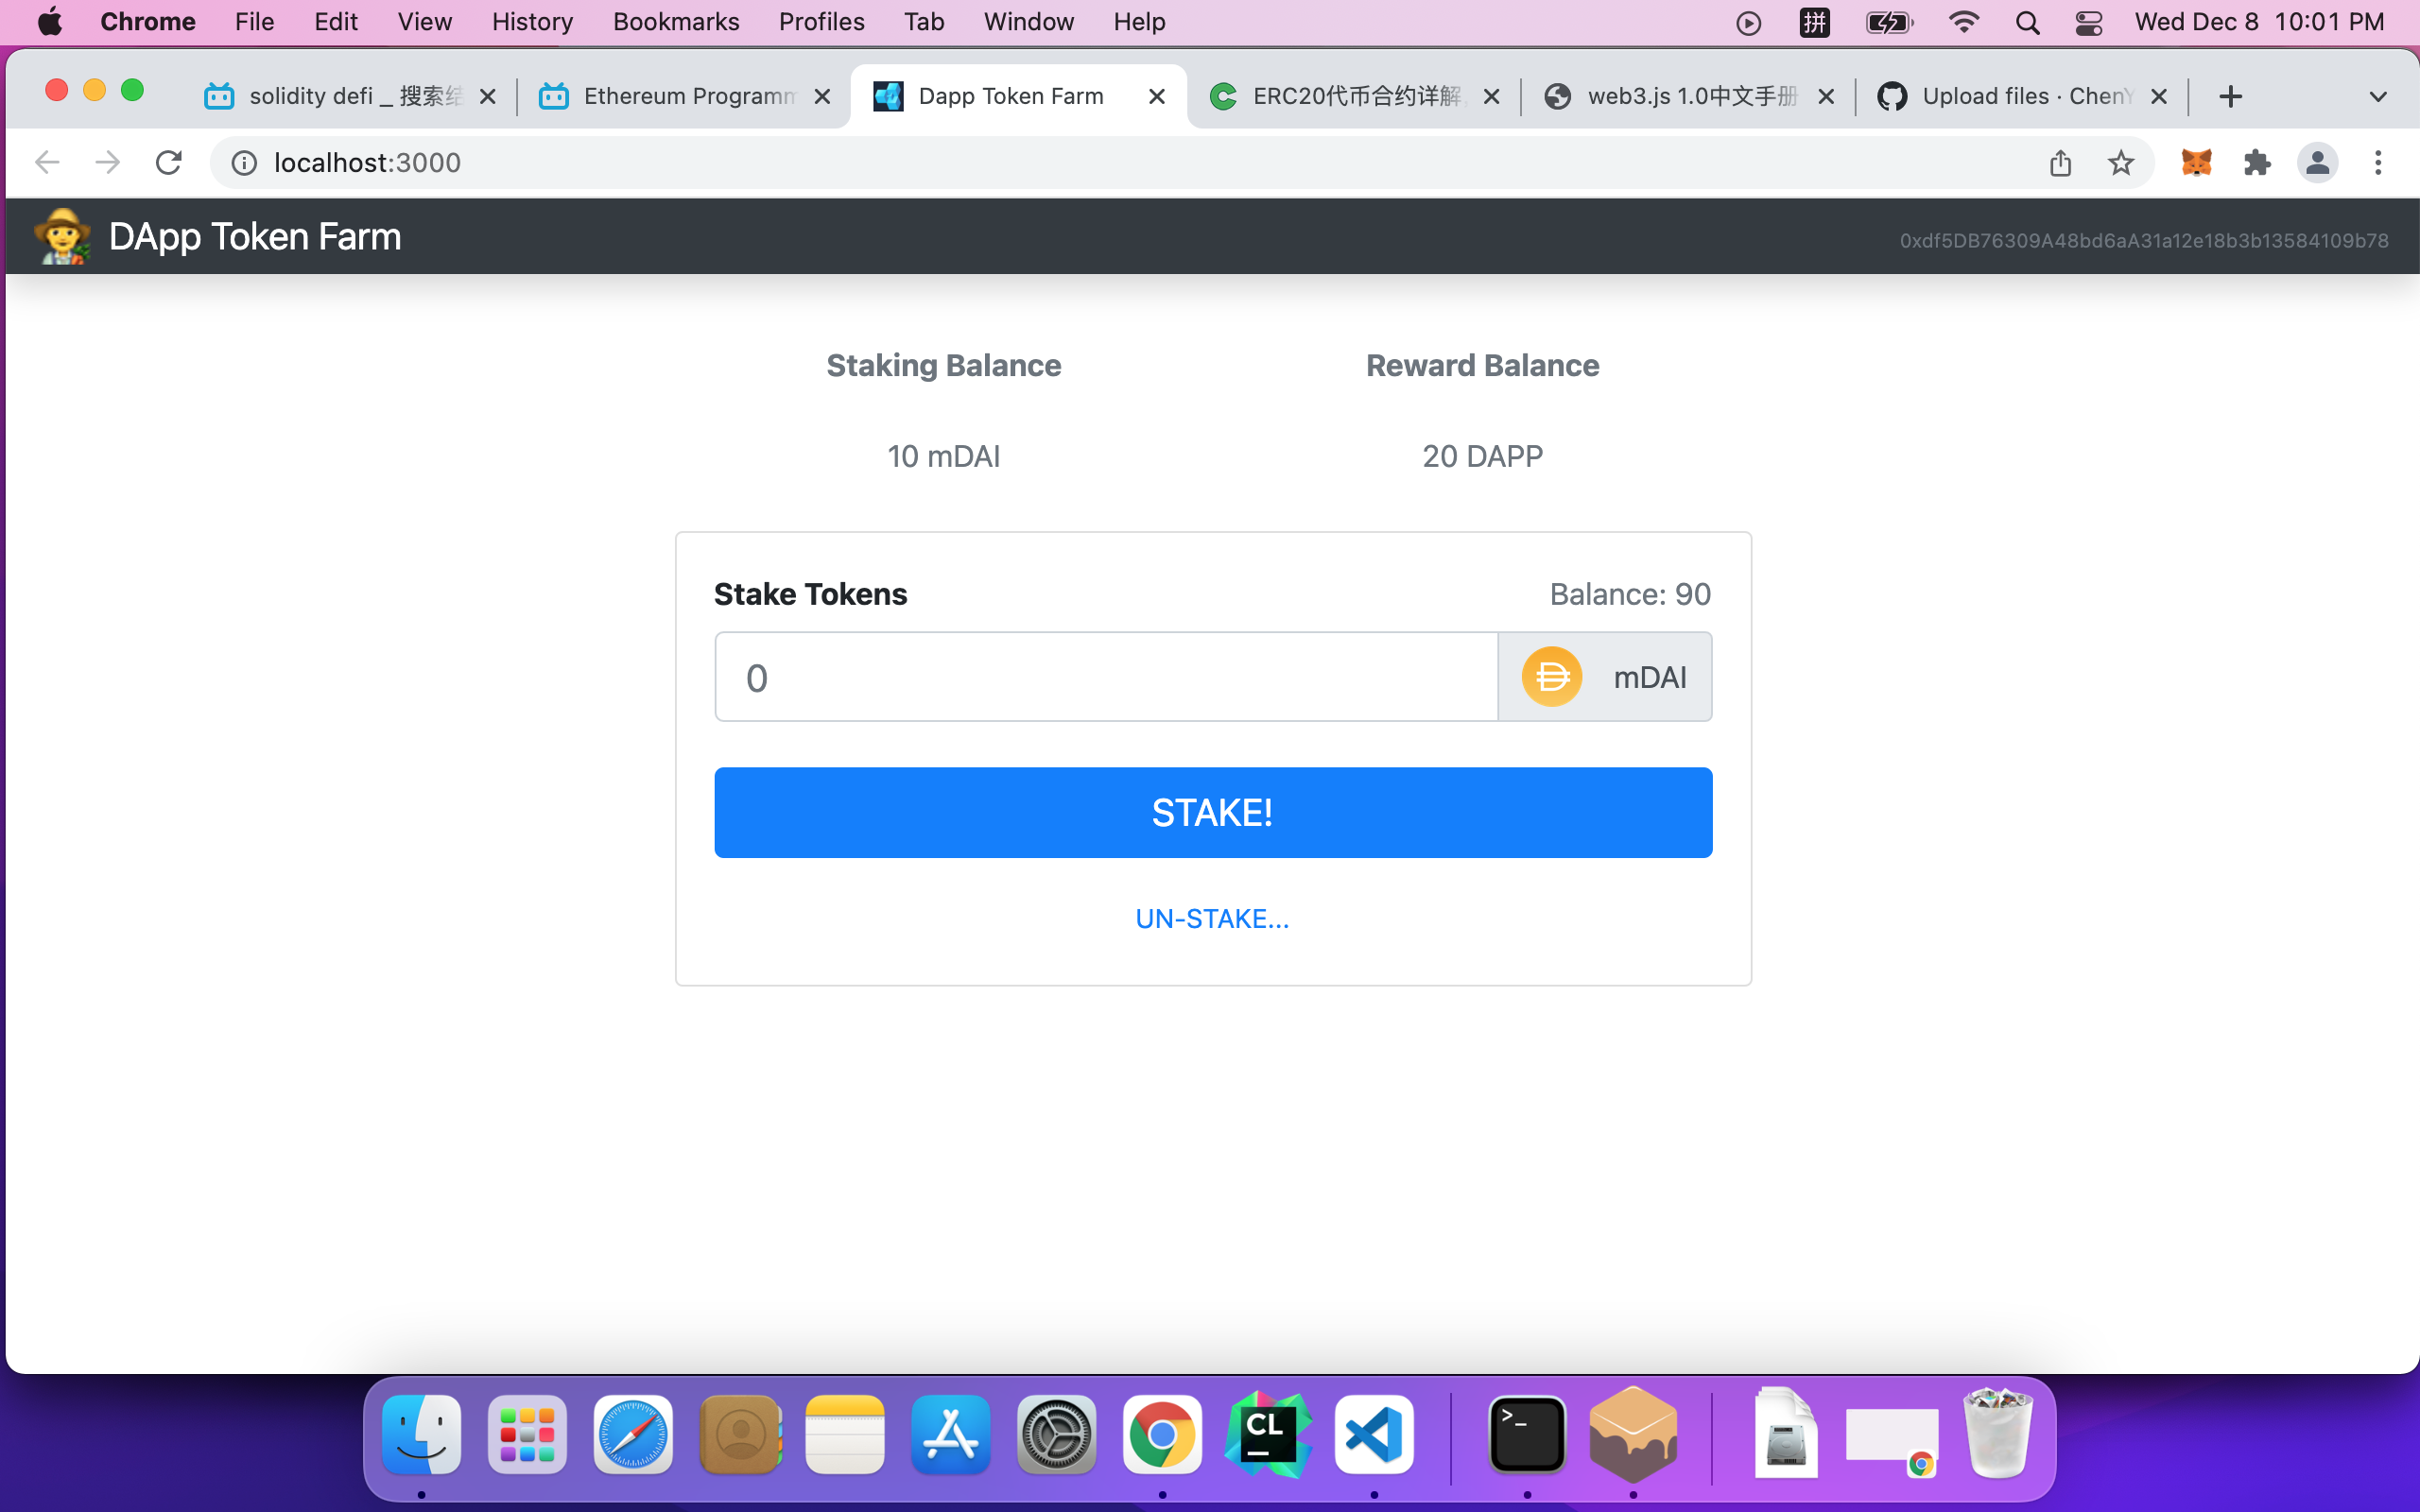 Chrome File Edit View History Bookmarks Profiles Tab Window Help 拼 Wed Dec 8 10:01 PM
solidity defi _ 搜索结 Ethereum Programm Dapp Token Farm ERC20代币合约详解 web3.js 1.0中文手册 Upload files · ChenY
localhost:3000
DApp Token Farm 0xdf5DB76309A48bd6aA31a12e18b3b13584109b78
Staking Balance Reward Balance
10 mDAI 20 DAPP
Stake Tokens Balance: 90
0 mDAI
STAKE!
UN-STAKE...
CL
>_